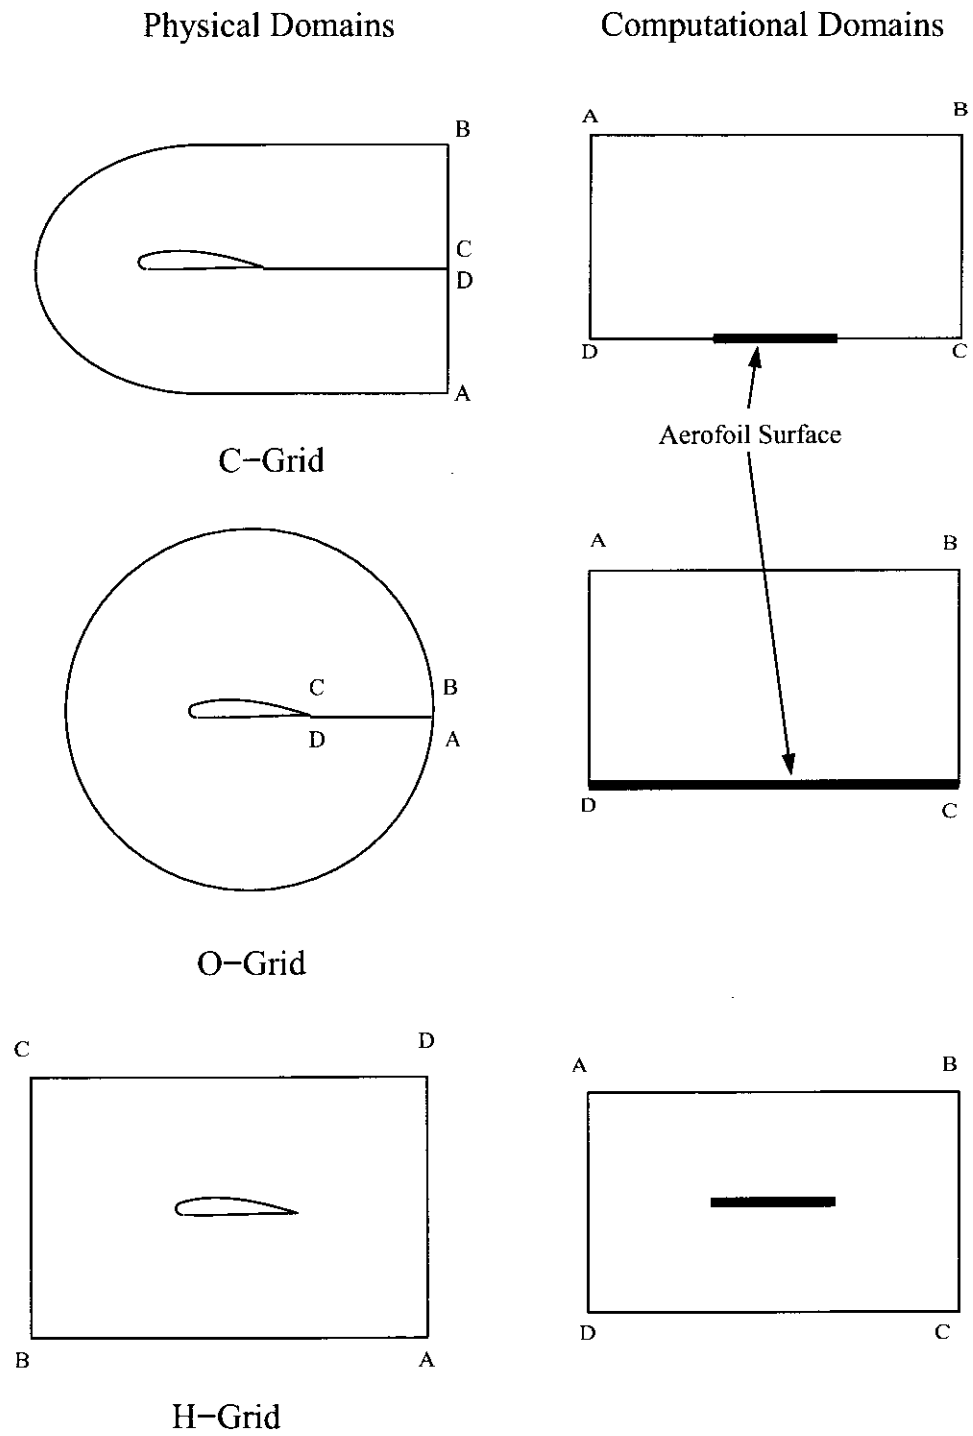 Physical Domains
Computational Domains
B
C
D
A
C−Grid
A
B
D
C
Aerofoil Surface
C
B
D
A
O−Grid
A
B
D
C
C
D
B
A
H−Grid
A
B
D
C